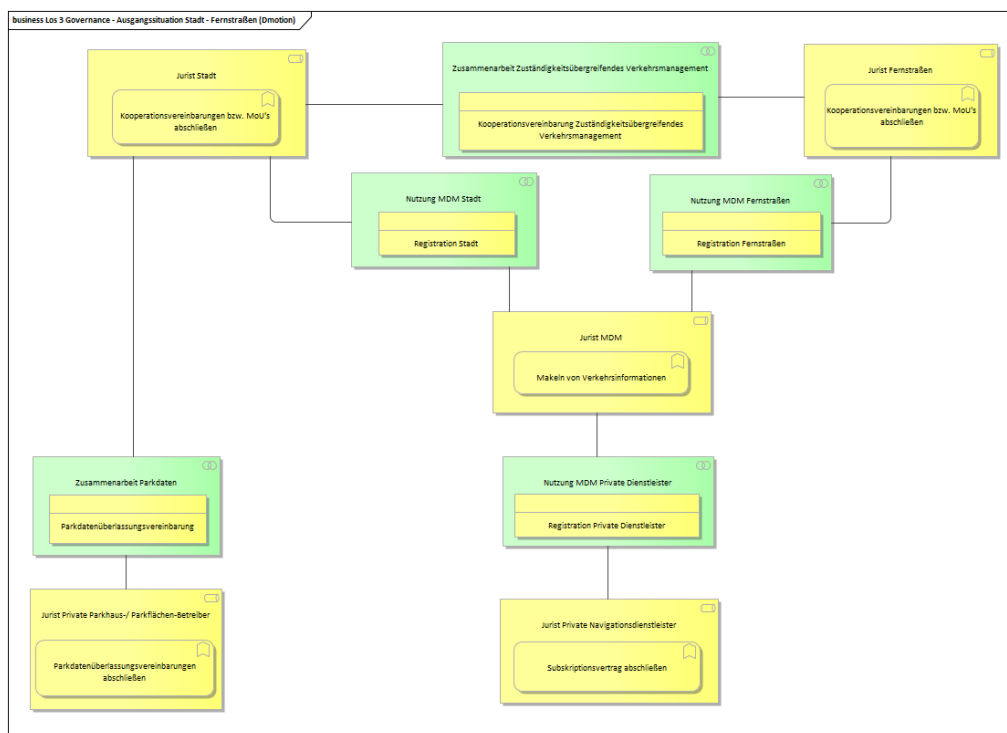 business Los 3 Governance - Ausgangssituation Stadt - Fernstraßen (Dmotion)
Jurist Stadt
Kooperationsvereinbarungen bzw. MoU's
abschließen
Zusammenarbeit Zuständigkeitsübergreifendes Verkehrsmanagement
Kooperationsvereinbarung Zuständigkeitsübergreifendes
Verkehrsmanagement
Jurist Fernstraßen
Kooperationsvereinbarungen bzw. MoU's
abschließen
Nutzung MDM Stadt
Registration Stadt
Nutzung MDM Fernstraßen
Registration Fernstraßen
Jurist MDM
Makeln von Verkehrsinformationen
Zusammenarbeit Parkdaten
Parkdatenüberlassungsvereinbarung
Nutzung MDM Private Dienstleister
Registration Private Dienstleister
Jurist Private Parkhaus-/ Parkflächen-Betreiber
Parkdatenüberlassungsvereinbarungen
abschließen
Jurist Private Navigationsdienstleister
Subskriptionsvertrag abschließen